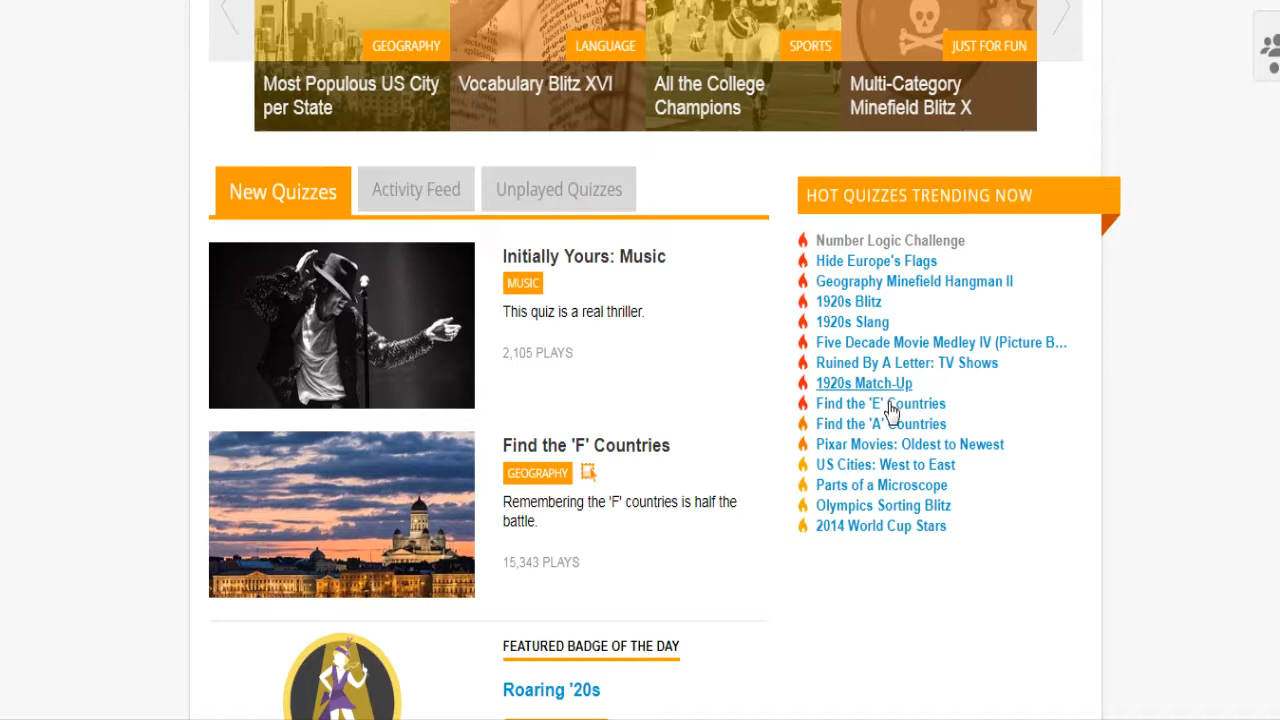 GEOGRAPHY
LANGUAGE
SPORTS
JUST FOR FUN
Most Populous US City
per State
Vocabulary Blitz XVI
All the College
Champions
Multi-Category
Minefield Blitz X
New Quizzes
Activity Feed
Unplayed Quizzes
Initially Yours: Music
MUSIC
This quiz is a real thriller.
2,105 PLAYS
Find the 'F' Countries
GEOGRAPHY
Remembering the 'F' countries is half the
battle.
15,343 PLAYS
FEATURED BADGE OF THE DAY
Roaring '20s
HOT QUIZZES TRENDING NOW
Number Logic Challenge
Hide Europe's Flags
Geography Minefield Hangman II
1920s Blitz
1920s Slang
Five Decade Movie Medley IV (Picture B...
Ruined By A Letter: TV Shows
1920s Match-Up
Find the 'E' Countries
Find the 'A' Countries
Pixar Movies: Oldest to Newest
US Cities: West to East
Parts of a Microscope
Olympics Sorting Blitz
2014 World Cup Stars